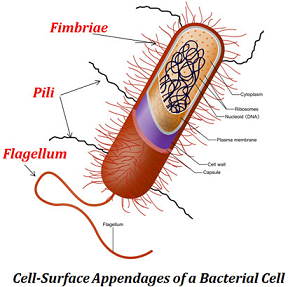 Fimbriae
Cytoplasm
Ribosomes
Nucleoid (DNA)
Pili
Plasma membrane
Flagellum
Cell wall
Capsule
Flagellum
Cell-Surface Appendages of a Bacterial Cell